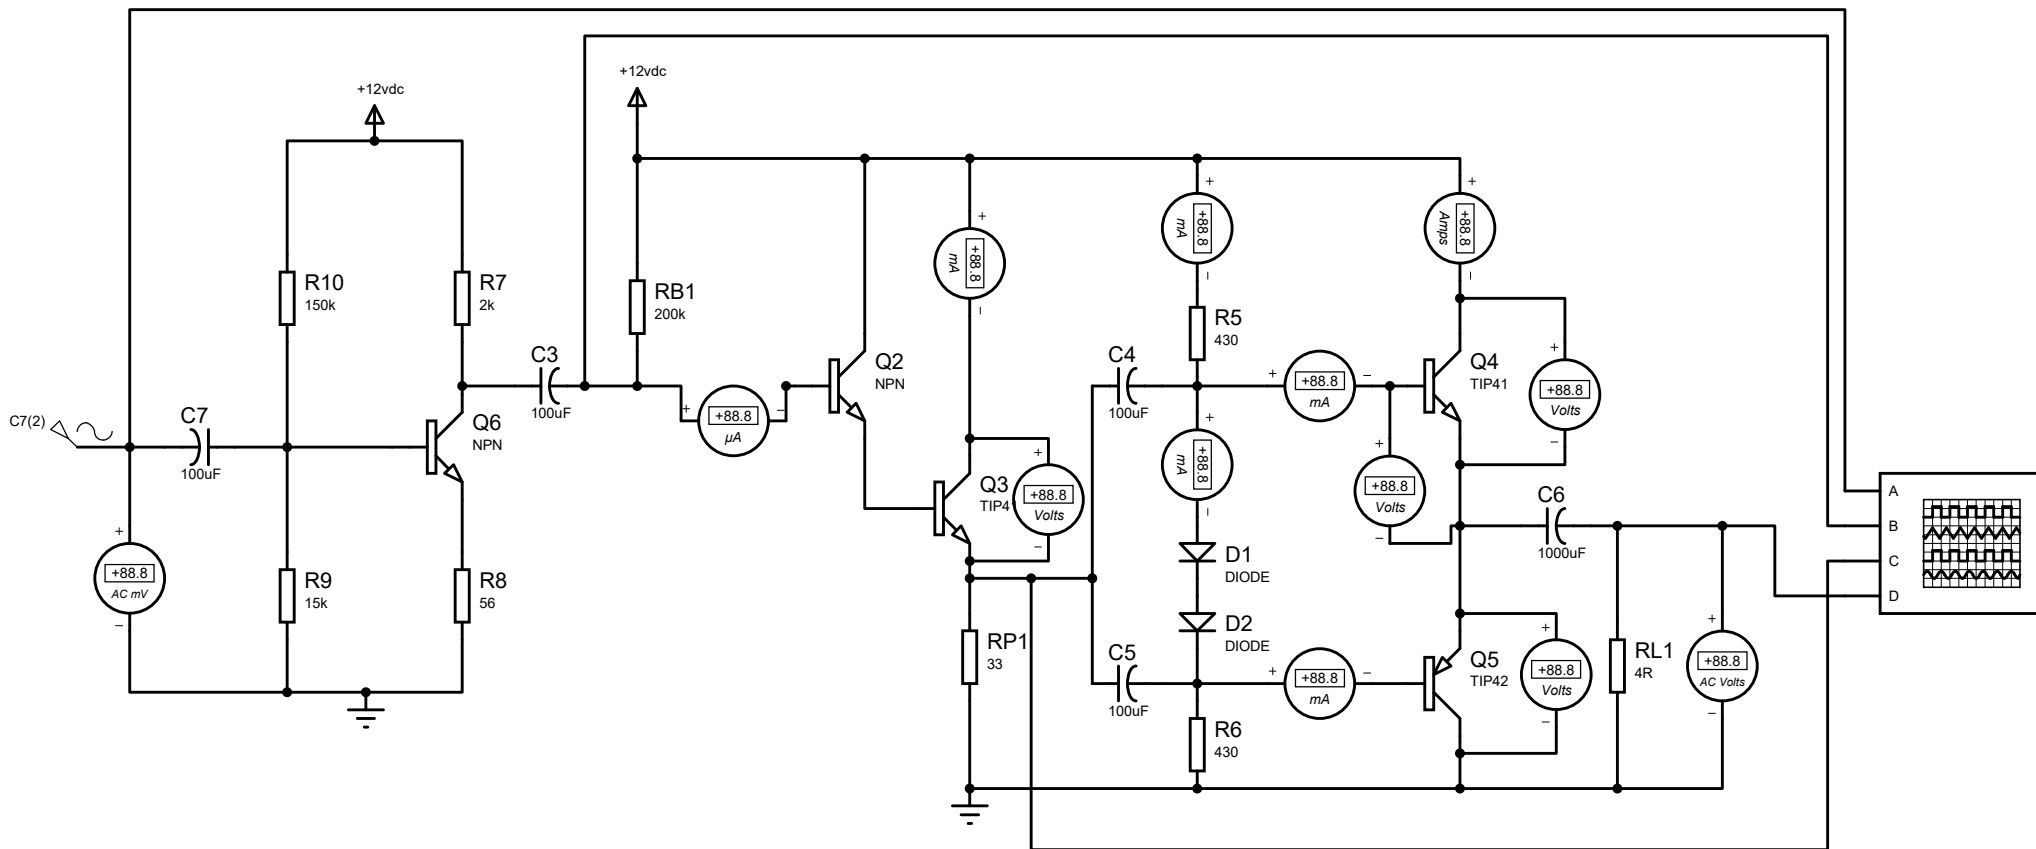 +12vdc
+12vdc
R10
150k
R7
2k
RB1
200k
C3
100uF
C7(2)
C7
100uF
Q6
NPN
+88.8
AC mV
+
−
R9
15k
R8
56
+88.8
µA
+
−
Q2
NPN
+88.8
mA
+
−
Q3
TIP4
+88.8
Volts
+
−
RP1
33
C4
100uF
C5
100uF
+88.8
mA
+
−
R5
430
+88.8
mA
+
−
D1
DIODE
D2
DIODE
R6
430
+88.8
mA
+
−
+88.8
mA
+
−
+88.8
Amps
+
−
Q4
TIP41
+88.8
Volts
+
−
+88.8
Volts
+
−
Q5
TIP42
+88.8
Volts
+
−
C6
1000uF
RL1
4R
+88.8
AC Volts
+
−
A
B
C
D